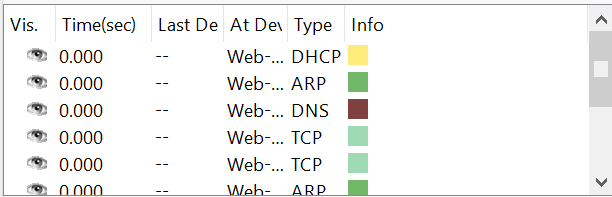 Vis. Time(sec) Last De At Dev Type Info
0.000 -- Web-... DHCP
0.000 -- Web-... ARP
0.000 -- Web-... DNS
0.000 -- Web-... TCP
0.000 -- Web-... TCP
0.000 -- Web-... ARP